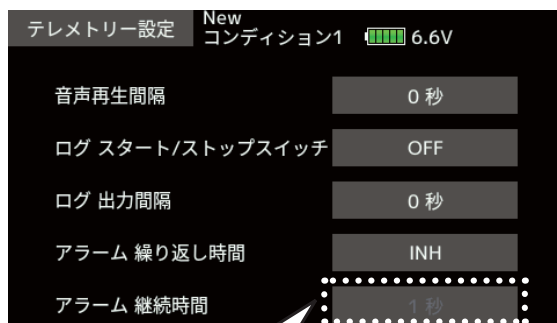 テレメトリー設定
New
コンディション1 6.6V
音声再生間隔 0 秒
ログ スタート/ストップスイッチ OFF
ログ 出力間隔 0 秒
アラーム 繰り返し時間 INH
アラーム 継続時間 1 秒